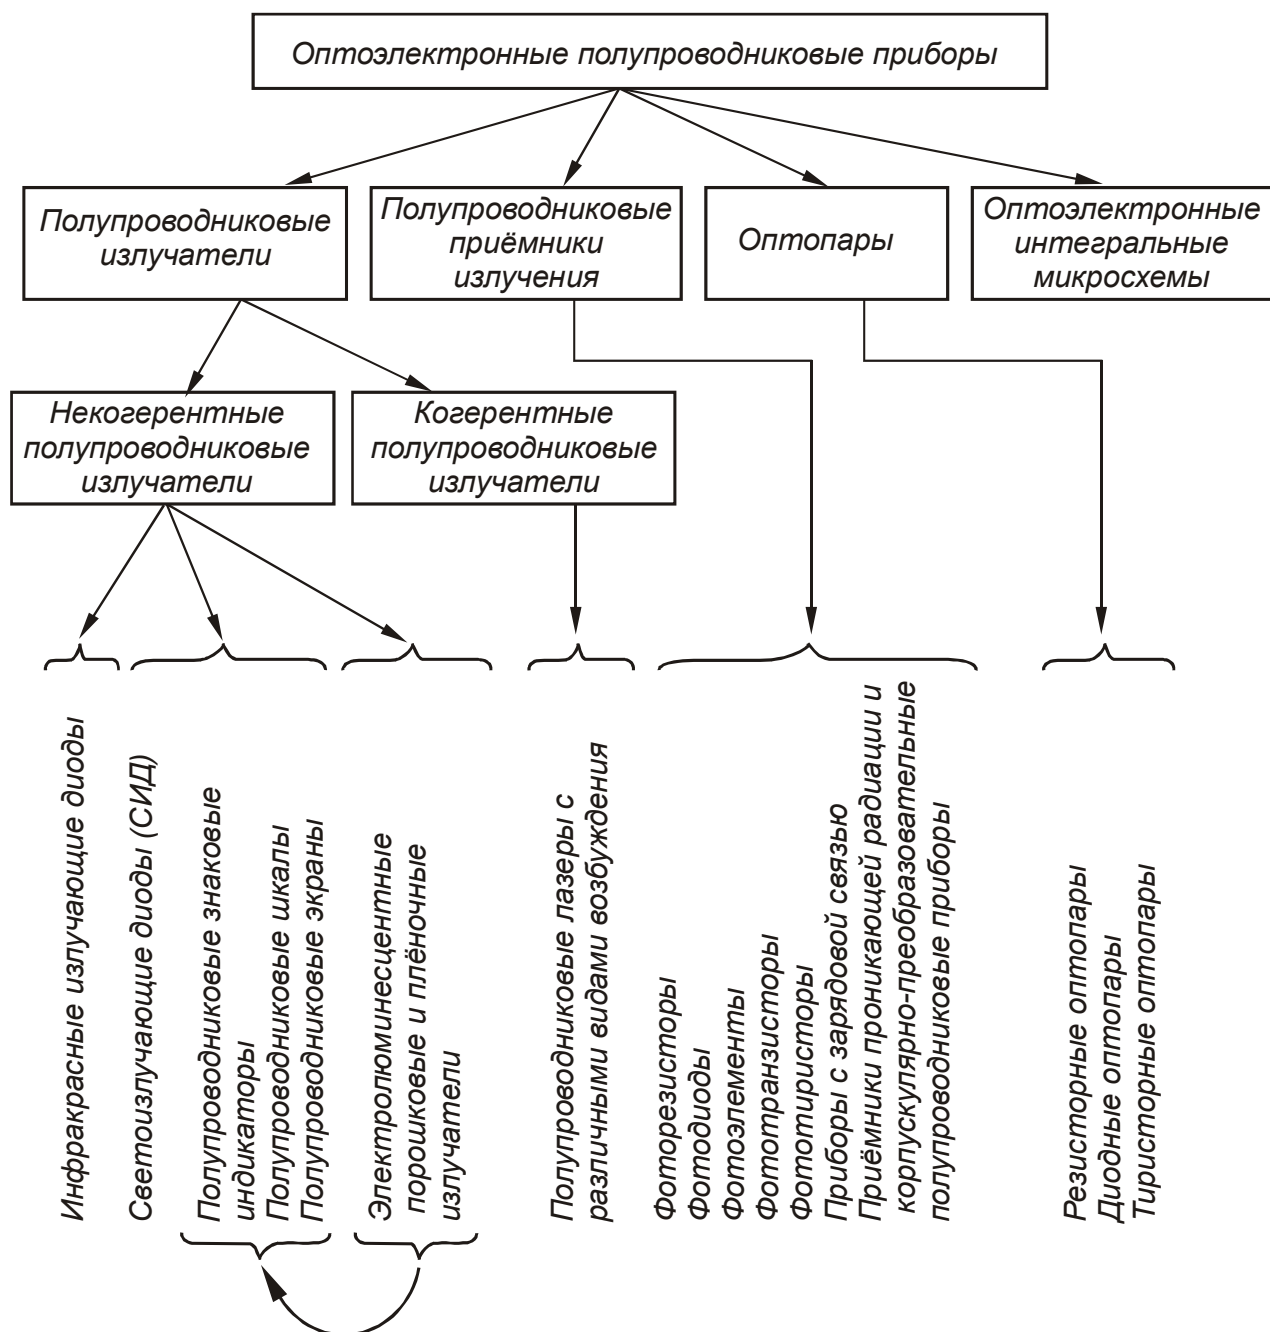 Оптоэлектронные полупроводниковые приборы
Полупроводниковые
излучатели
Полупроводниковые
приёмники
излучения
Оптопары
Оптоэлектронные
интегральные
микросхемы
Некогерентные
полупроводниковые
излучатели
Когерентные
полупроводниковые
излучатели
Инфракрасные излучающие диоды
Светоизлучающие диоды (СИД)
Полупроводниковые знаковые
индикаторы
Полупроводниковые шкалы
Полупроводниковые экраны
Электролюминесцентные
порошковые и плёночные
излучатели
Полупроводниковые лазеры с
различными видами возбуждения
Фоторезисторы
Фотодиоды
Фотоэлементы
Фототранзисторы
Фототиристоры
Приборы с зарядовой связью
Приёмники проникающей радиации и
корпускулярно-преобразовательные
полупроводниковые приборы
Резисторные оптопары
Диодные оптопары
Тиристорные оптопары